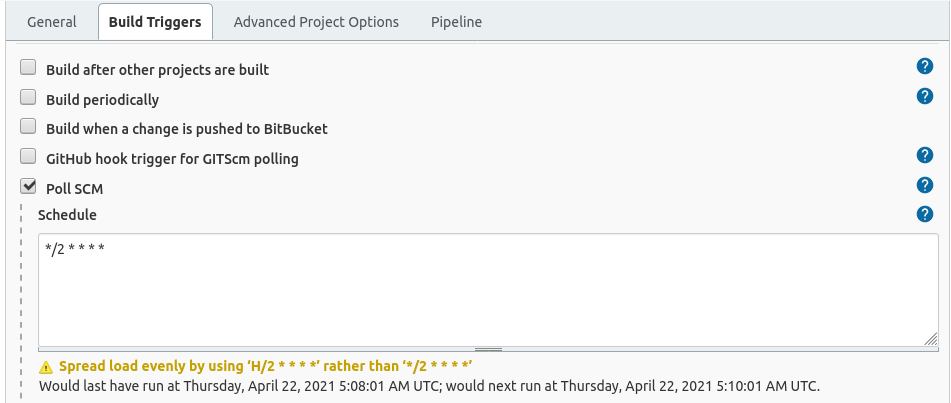 General Build Triggers Advanced Project Options Pipeline
Build after other projects are built ?
Build periodically ?
Build when a change is pushed to BitBucket
GitHub hook trigger for GITScm polling ?
Poll SCM ?
Schedule ?
*/2 * * * *
Spread load evenly by using ‘H/2 * * * *’ rather than ‘*/2 * * * *’
Would last have run at Thursday, April 22, 2021 5:08:01 AM UTC; would next run at Thursday, April 22, 2021 5:10:01 AM UTC.